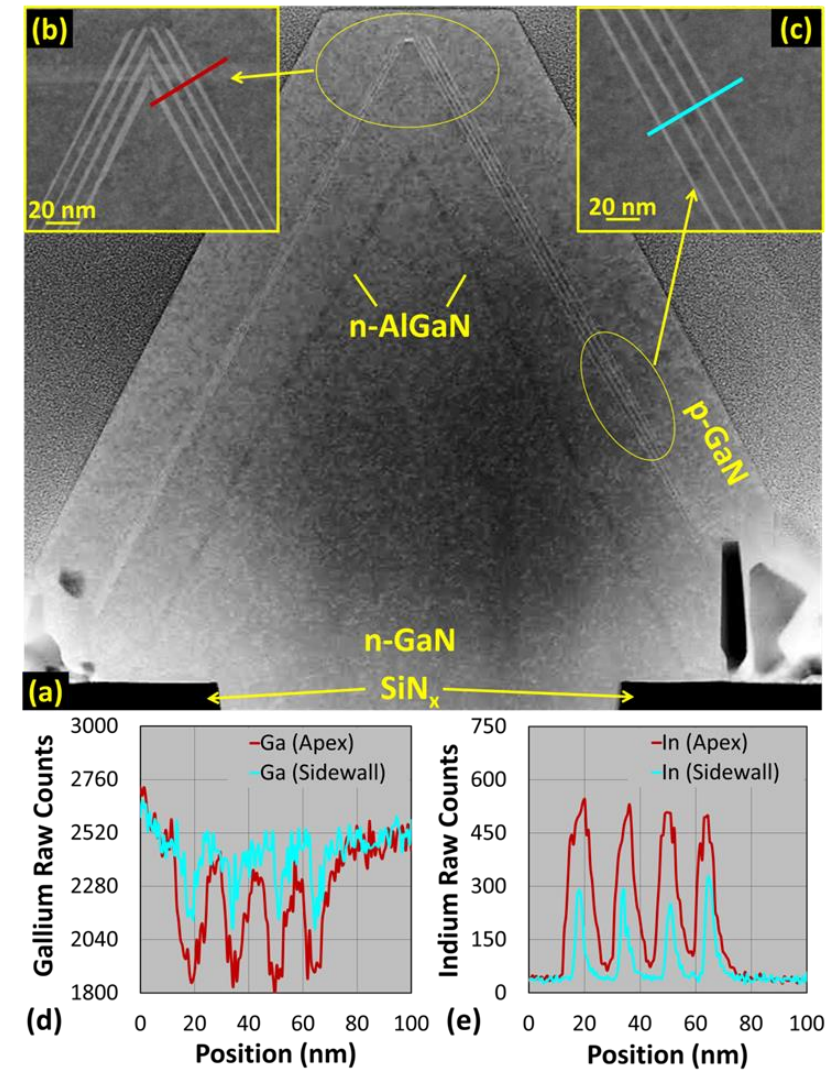 (b)
(c)
20 nm
20 nm
n-AlGaN
p-GaN
n-GaN
(a)
SiNx
3000
2760
2520
2280
2040
1800
Gallium Raw Counts
Ga (Apex)
Ga (Sidewall)
0 20 40 60 80 100
Position (nm)
(d)
750
600
450
300
150
0
Indium Raw Counts
In (Apex)
In (Sidewall)
0 20 40 60 80 100
Position (nm)
(e)